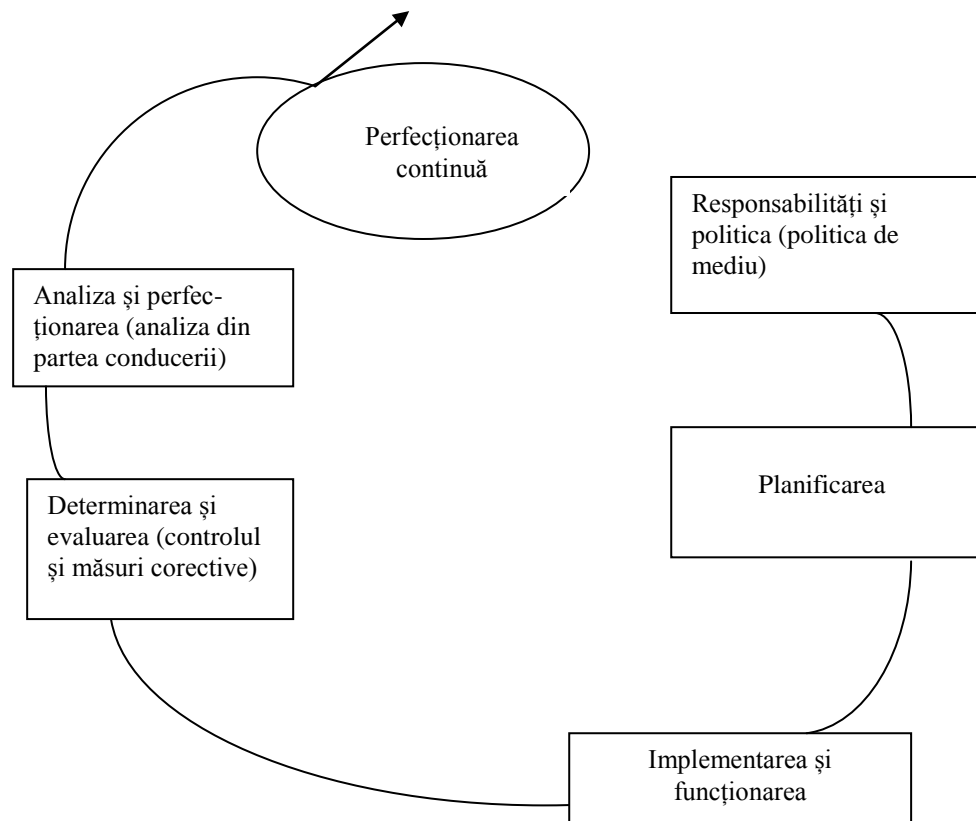 Perfecționarea
continuă
Responsabilități și
politica (politica de
mediu)
Analiza și perfec-
ționarea (analiza din
partea conducerii)
Planificarea
Determinarea și
evaluarea (controlul
și măsuri corective)
Implementarea și
funcționarea